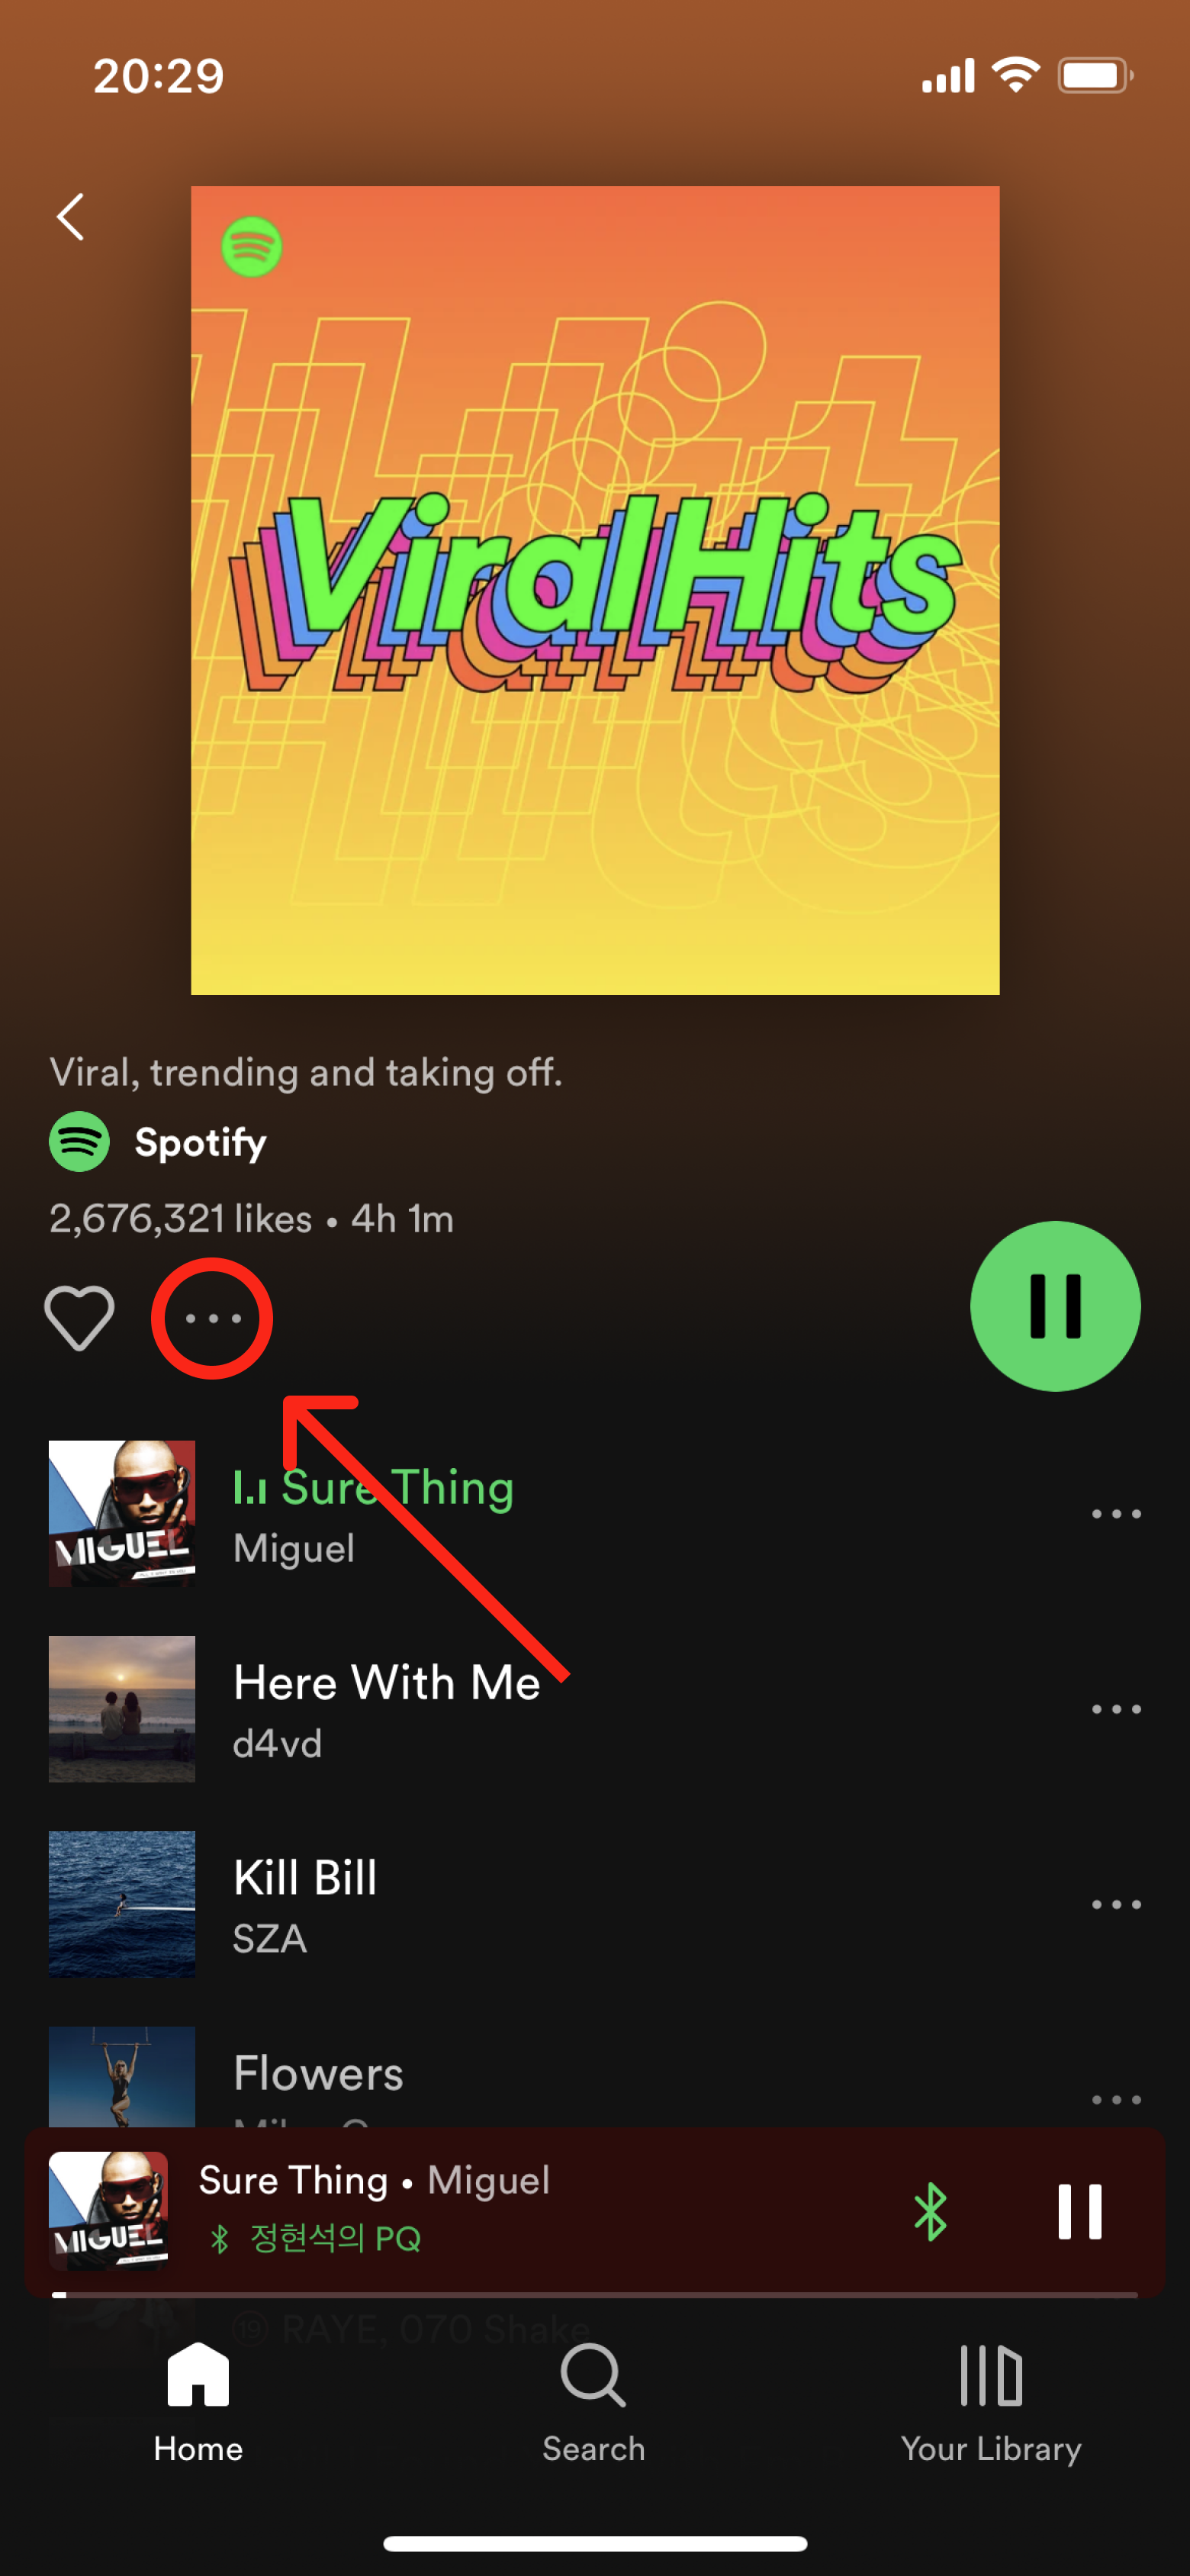 20:29
ViralHits
Viral, trending and taking off.
Spotify
2,676,321 likes • 4h 1m
Sure Thing
Miguel
MIGUEL
Here With Me
d4vd
Kill Bill
SZA
Flowers
Sure Thing • Miguel
MIGUEL
정현석의 PQ
19 RAYE, 070 Shake
Home
Search
Your Library